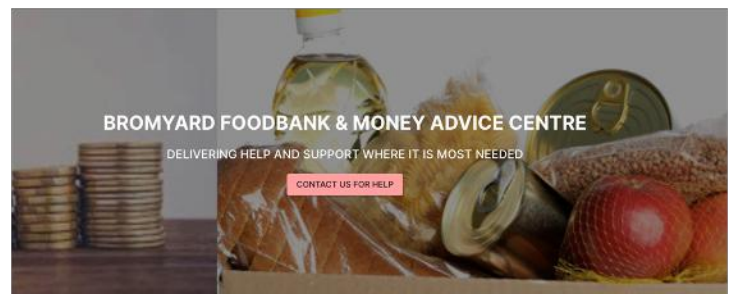 BROMYARD FOODBANK & MONEY ADVICE CENTRE
DELIVERING HELP AND SUPPORT WHERE IT IS MOST NEEDED
CONTACT US FOR HELP